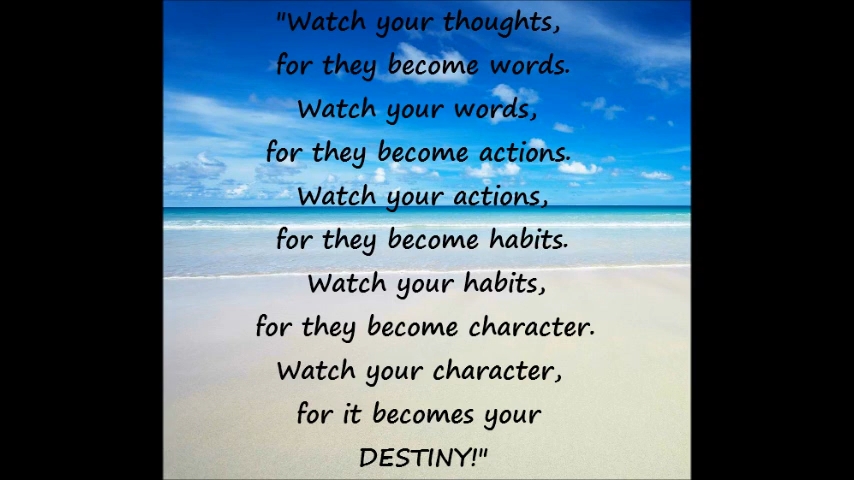 "Watch your thoughts,
for they become words.
Watch your words,
for they become actions.
Watch your actions,
for they become habits.
Watch your habits,
for they become character.
Watch your character,
for it becomes your
DESTINY!"